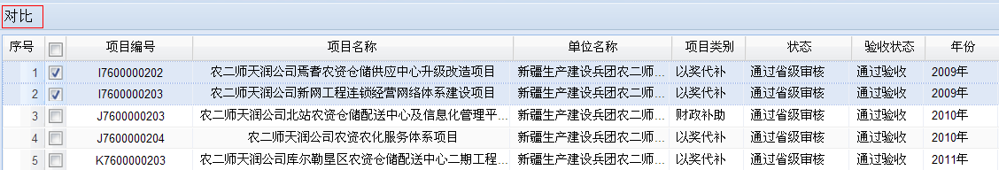 对比
序号 项目编号 项目名称 单位名称 项目类别 状态 验收状态 年份
1 I7600000202 农二师天润公司焉耆农资仓储供应中心升级改造项目 新疆生产建设兵团农二师... 以奖代补 通过省级审核 通过验收 2009年
2 I7600000203 农二师天润公司新网工程连锁经营网络体系建设项目 新疆生产建设兵团农二师... 以奖代补 通过省级审核 通过验收 2009年
3 J7600000203 农二师天润公司北站农资仓储配送中心及信息化管理平... 新疆生产建设兵团农二师... 财政补助 通过省级审核 通过验收 2010年
4 J7600000204 农二师天润公司农资农化服务体系项目 新疆生产建设兵团农二师... 以奖代补 通过省级审核 通过验收 2010年
5 K7600000203 农二师天润公司库尔勒垦区农资仓储配送中心二期工程... 新疆生产建设兵团农二师... 以奖代补 通过省级审核 通过验收 2011年